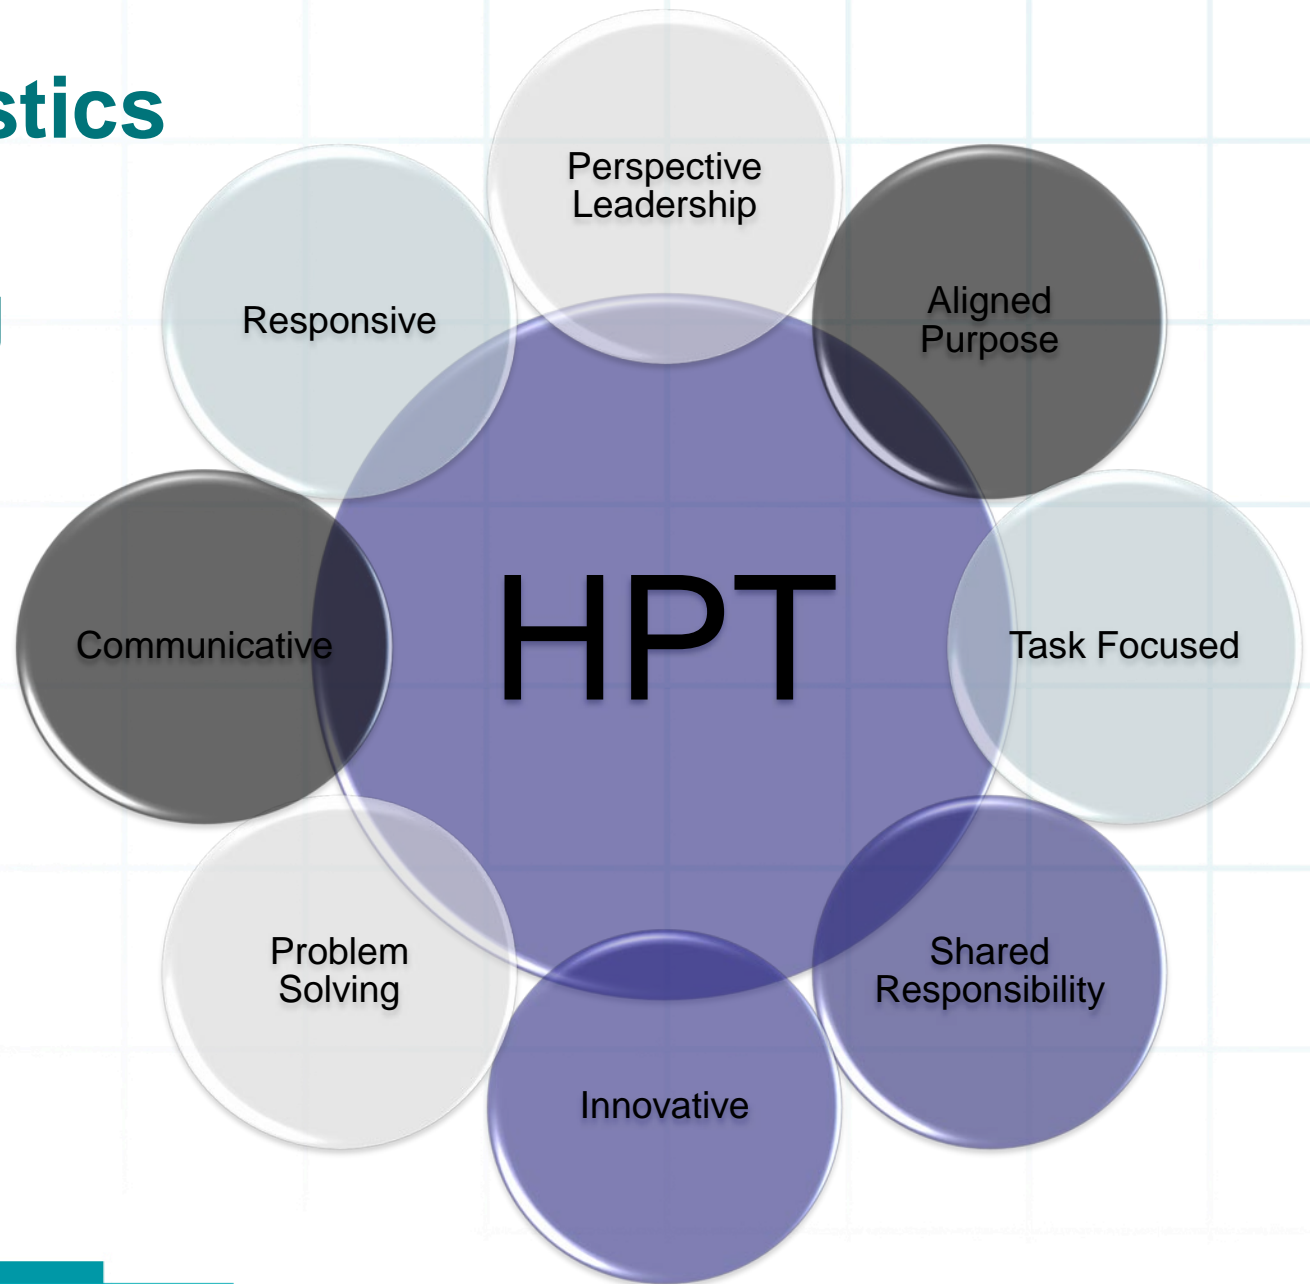 stics
Perspective
Leadership
Aligned
Purpose
Responsive
HPT
Communicative
Task Focused
Problem
Solving
Shared
Responsibility
Innovative